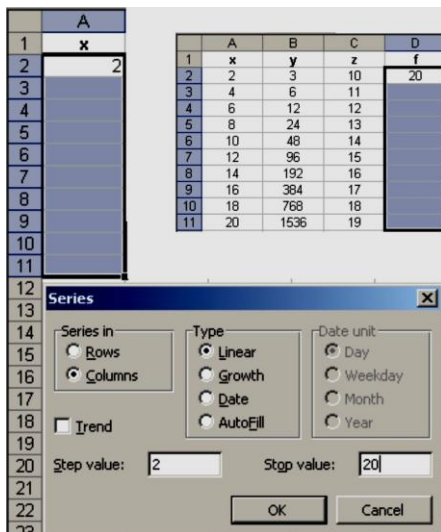 A
1 x
2 2
3
4
5
6
7
8
9
10
11
12
13
14
15
16
17
18
19
20
21
22
23
A B C D
1 x y z f
2 2 3 10 20
3 4 6 11
4 6 12 12
5 8 24 13
6 10 48 14
7 12 96 15
8 14 192 16
9 16 384 17
10 18 768 18
11 20 1536 19
Series
Series in Type Date unit
Rows Linear Day
Columns Growth Weekday
Date Month
Trend AutoFill Year
Step value: 2 Stop value: 20
OK Cancel